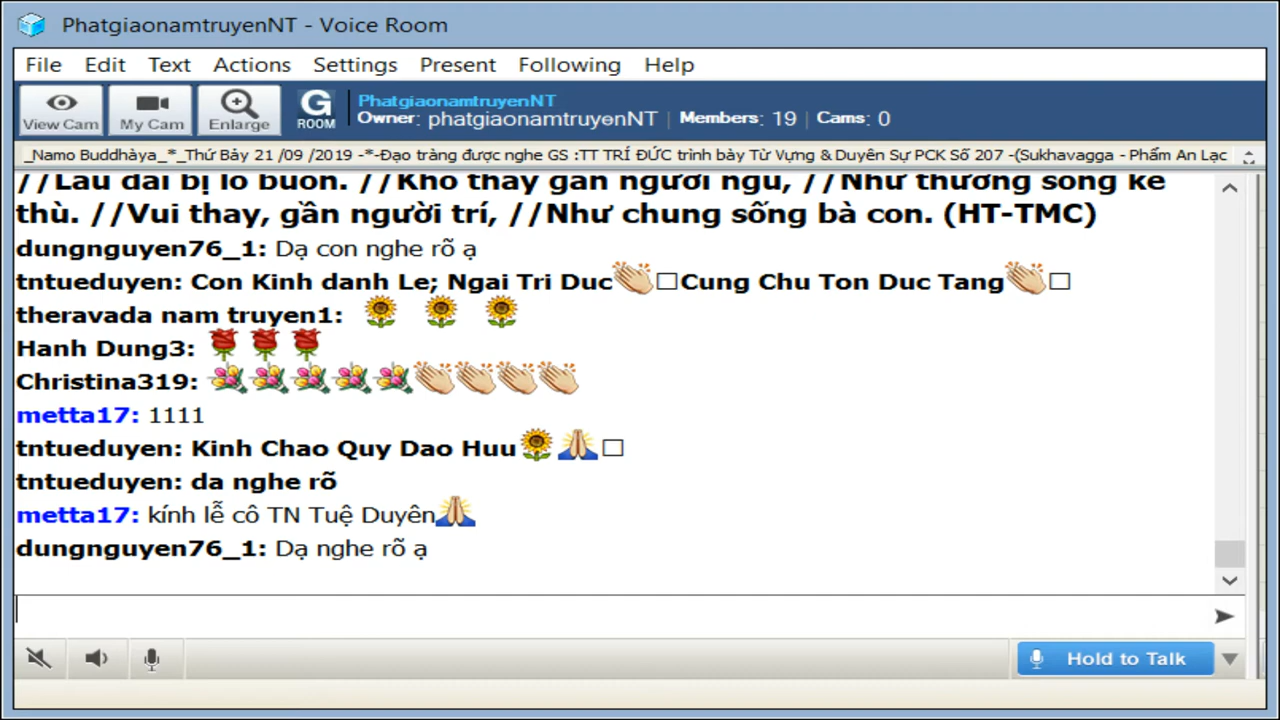 PhatgiaonamtruyenNT - Voice Room
File Edit Text Actions Settings Present Following Help
View Cam My Cam Enlarge G ROOM PhatgiaonamtruyenNT
Owner: phatgiaonamtruyenNT | Members: 19 | Cams: 0
_Namo Buddhàya_*_Thứ Bảy 21 /09 /2019 -*-Đạo tràng được nghe GS :TT TRÍ ĐỨC trình bày Từ Vựng & Duyên Sự PCK Số 207 -(Sukhavagga - Phẩm An Lạc
//Lâu dài bị lo buồn. //Khổ thay gần người ngu, //Như thường sống kẻ
thù. //Vui thay, gần người trí, //Như chung sống bà con. (HT-TMC)
dungnguyen76_1: Dạ con nghe rõ ạ
tntueduyen: Con Kinh danh Le; Ngai Tri Duc👏□Cung Chu Ton Duc Tang👏□
theravada nam truyen1: 🌻 🌻 🌻
Hanh Dung3: 🌹🌹🌹
Christina319: 💐💐💐💐💐👏👏👏👏
metta17: 1111
tntueduyen: Kinh Chao Quy Dao Huu🌻🙏□
tntueduyen: da nghe rõ
metta17: kính lễ cô TN Tuệ Duyên🙏
dungnguyen76_1: Dạ nghe rõ ạ
Hold to Talk